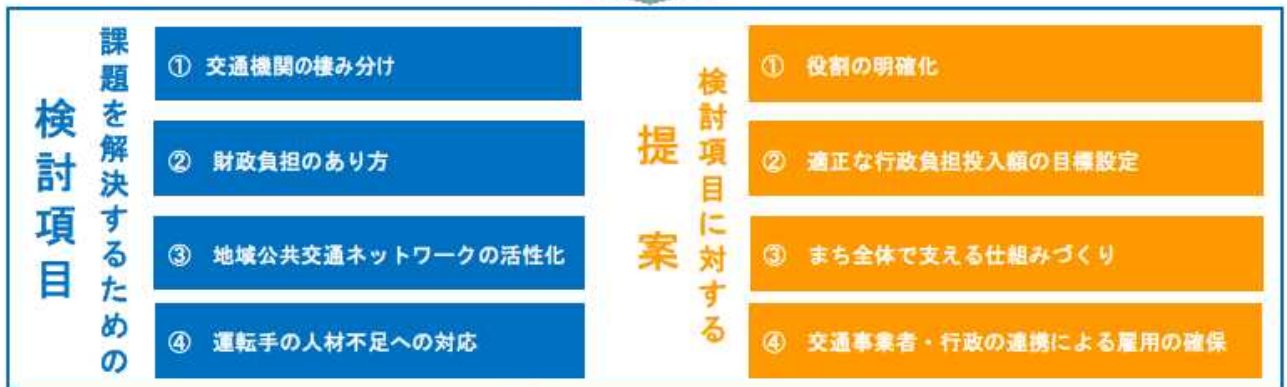 課題を解決するための
検討項目
① 交通機関の棲み分け
② 財政負担のあり方
③ 地域公共交通ネットワークの活性化
④ 運転手の人材不足への対応
検討項目に対する
提案
① 役割の明確化
② 適正な行政負担投入額の目標設定
③ まち全体で支える仕組みづくり
④ 交通事業者・行政の連携による雇用の確保